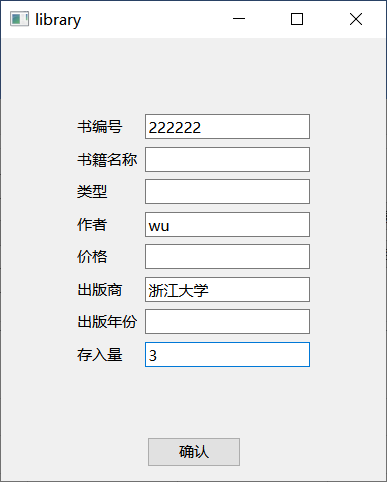 library
书编号 222222
书籍名称
类型
作者 wu
价格
出版商 浙江大学
出版年份
存入量 3
确认